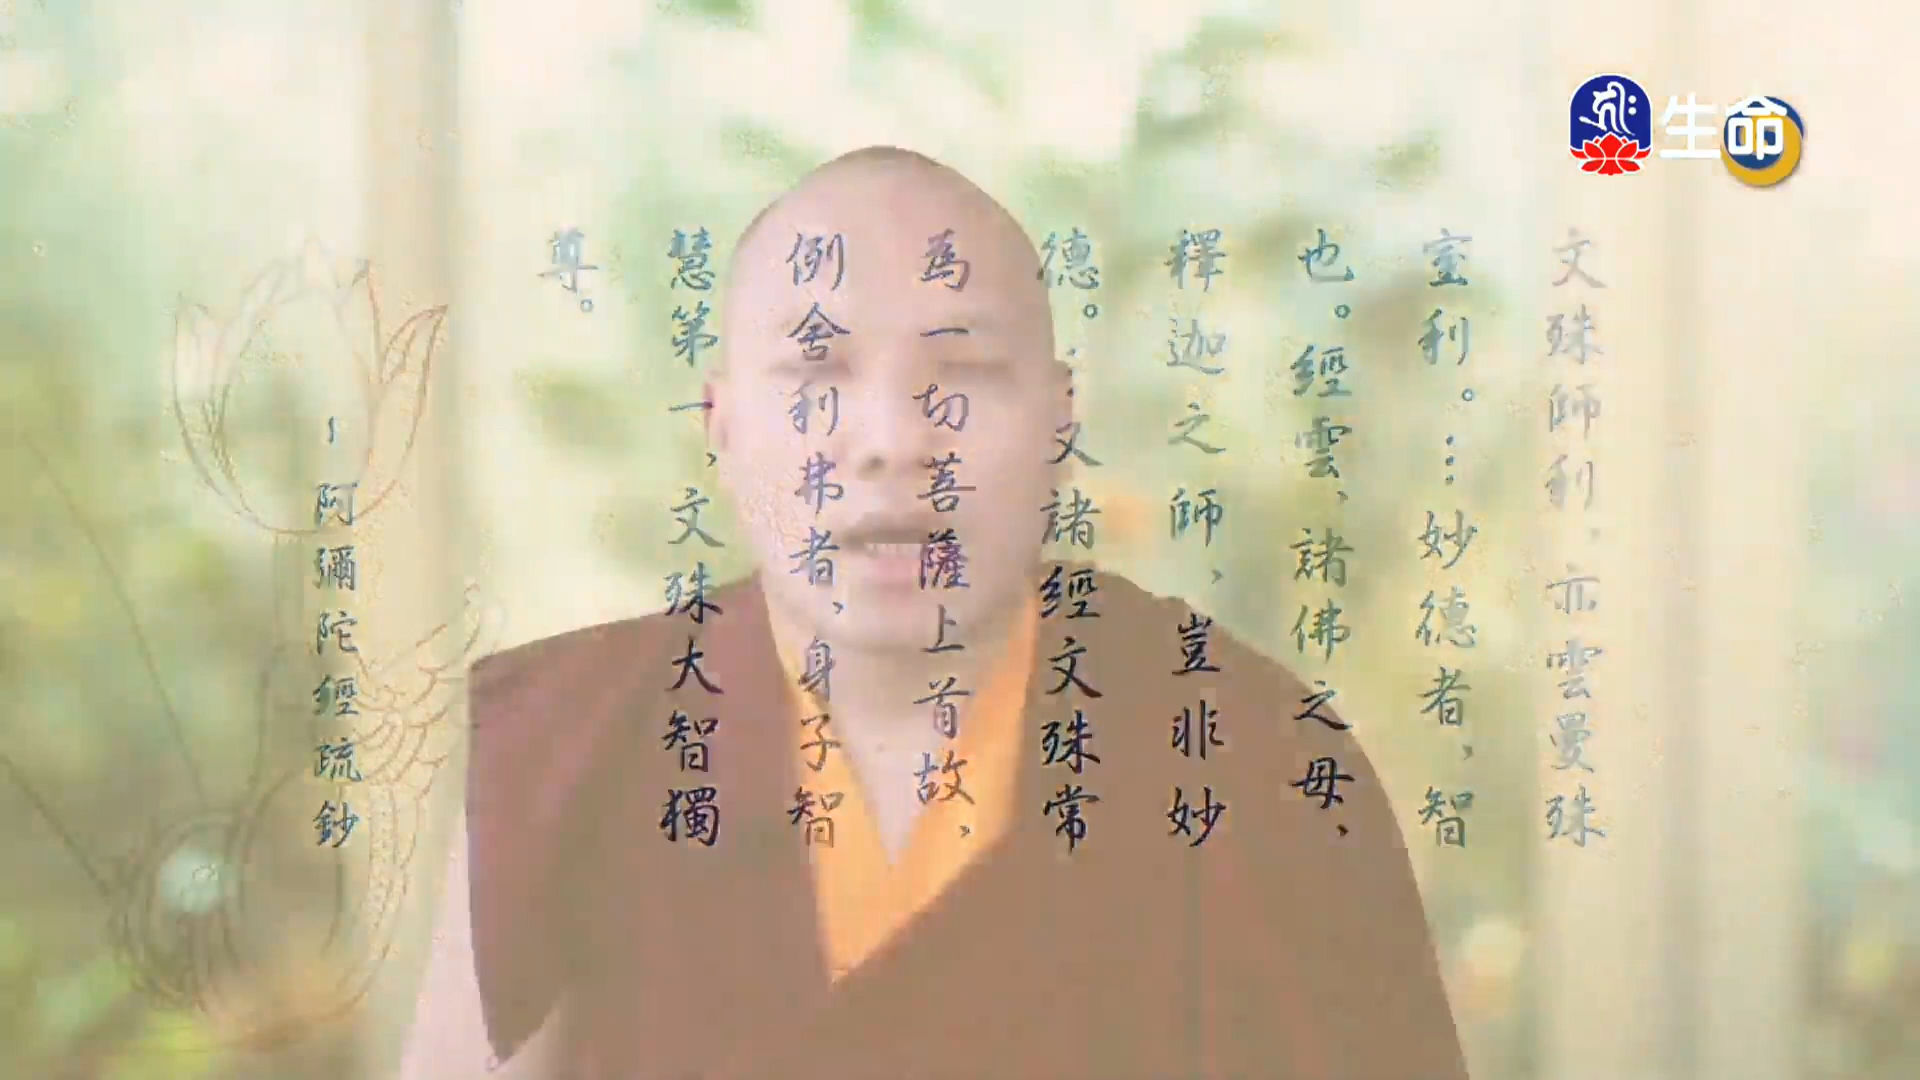 生命
文殊師利，亦雲曼殊
室利。……妙德者，智
也。經雲，諸佛之母，
釋迦之師，豈非妙
德。……又諸經文殊常
為一切菩薩上首故，
例舍利弗者，身子智
慧第一，文殊大智獨
尊。
－阿彌陀經疏鈔